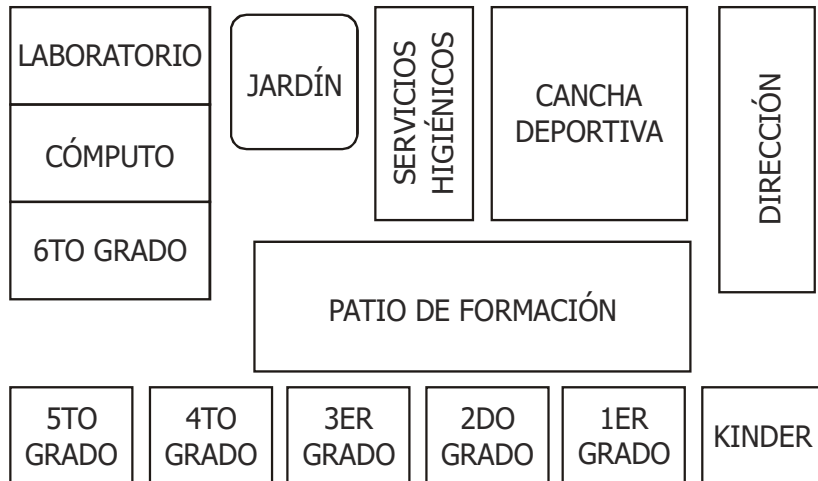 LABORATORIO
JARDÍN
SERVICIOS
HIGIÉNICOS
CANCHA
DEPORTIVA
DIRECCIÓN
CÓMPUTO
6TO GRADO
PATIO DE FORMACIÓN
5TO
GRADO
4TO
GRADO
3ER
GRADO
2DO
GRADO
1ER
GRADO
KINDER